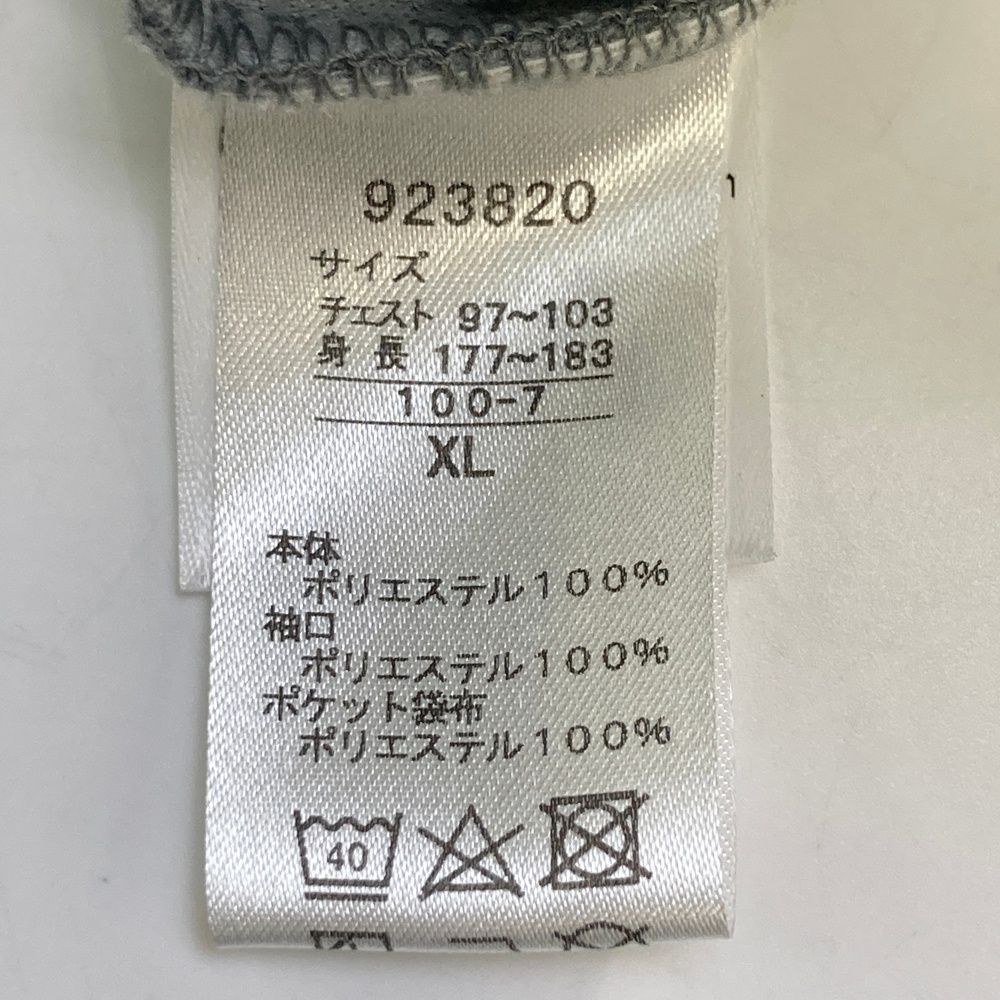 923820
サイズ
チェスト 97～103
身長 177～183
100-7
XL
本体
ポリエステル100%
袖口
ポリエステル100%
ポケット袋布
ポリエステル100%
40